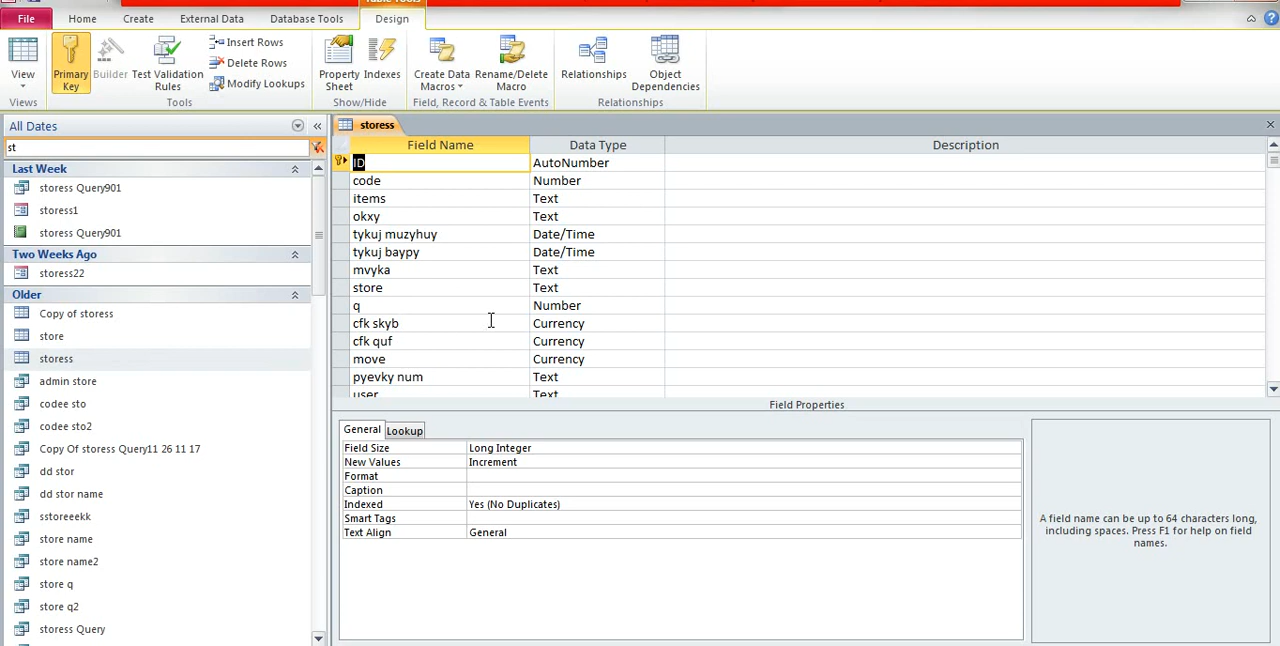 Table Tools
File Home Create External Data Database Tools Design
View
Primary Key
Builder
Test Validation Rules
Insert Rows
Delete Rows
Modify Lookups
Property Sheet
Indexes
Create Data Macros
Rename/Delete Macro
Relationships
Object Dependencies
Views
Tools
Show/Hide
Field, Record & Table Events
Relationships
All Dates
st
Last Week
storess Query901
storess1
storess Query901
Two Weeks Ago
storess22
Older
Copy of storess
store
storess
admin store
codee sto
codee sto2
Copy Of storess Query11 26 11 17
dd stor
dd stor name
sstoreekk
store name
store name2
store q
store q2
storess Query
storess
Field Name Data Type Description
ID AutoNumber
code Number
items Text
okxy Text
tykuj muzyhuy Date/Time
tykuj baypy Date/Time
mvyka Text
store Text
q Number
cfk skyb Currency
cfk quf Currency
move Currency
pyevky num Text
user Text
Field Properties
General Lookup
Field Size Long Integer
New Values Increment
Format
Caption
Indexed Yes (No Duplicates)
Smart Tags
Text Align General
A field name can be up to 64 characters long,
including spaces. Press F1 for help on field
names.